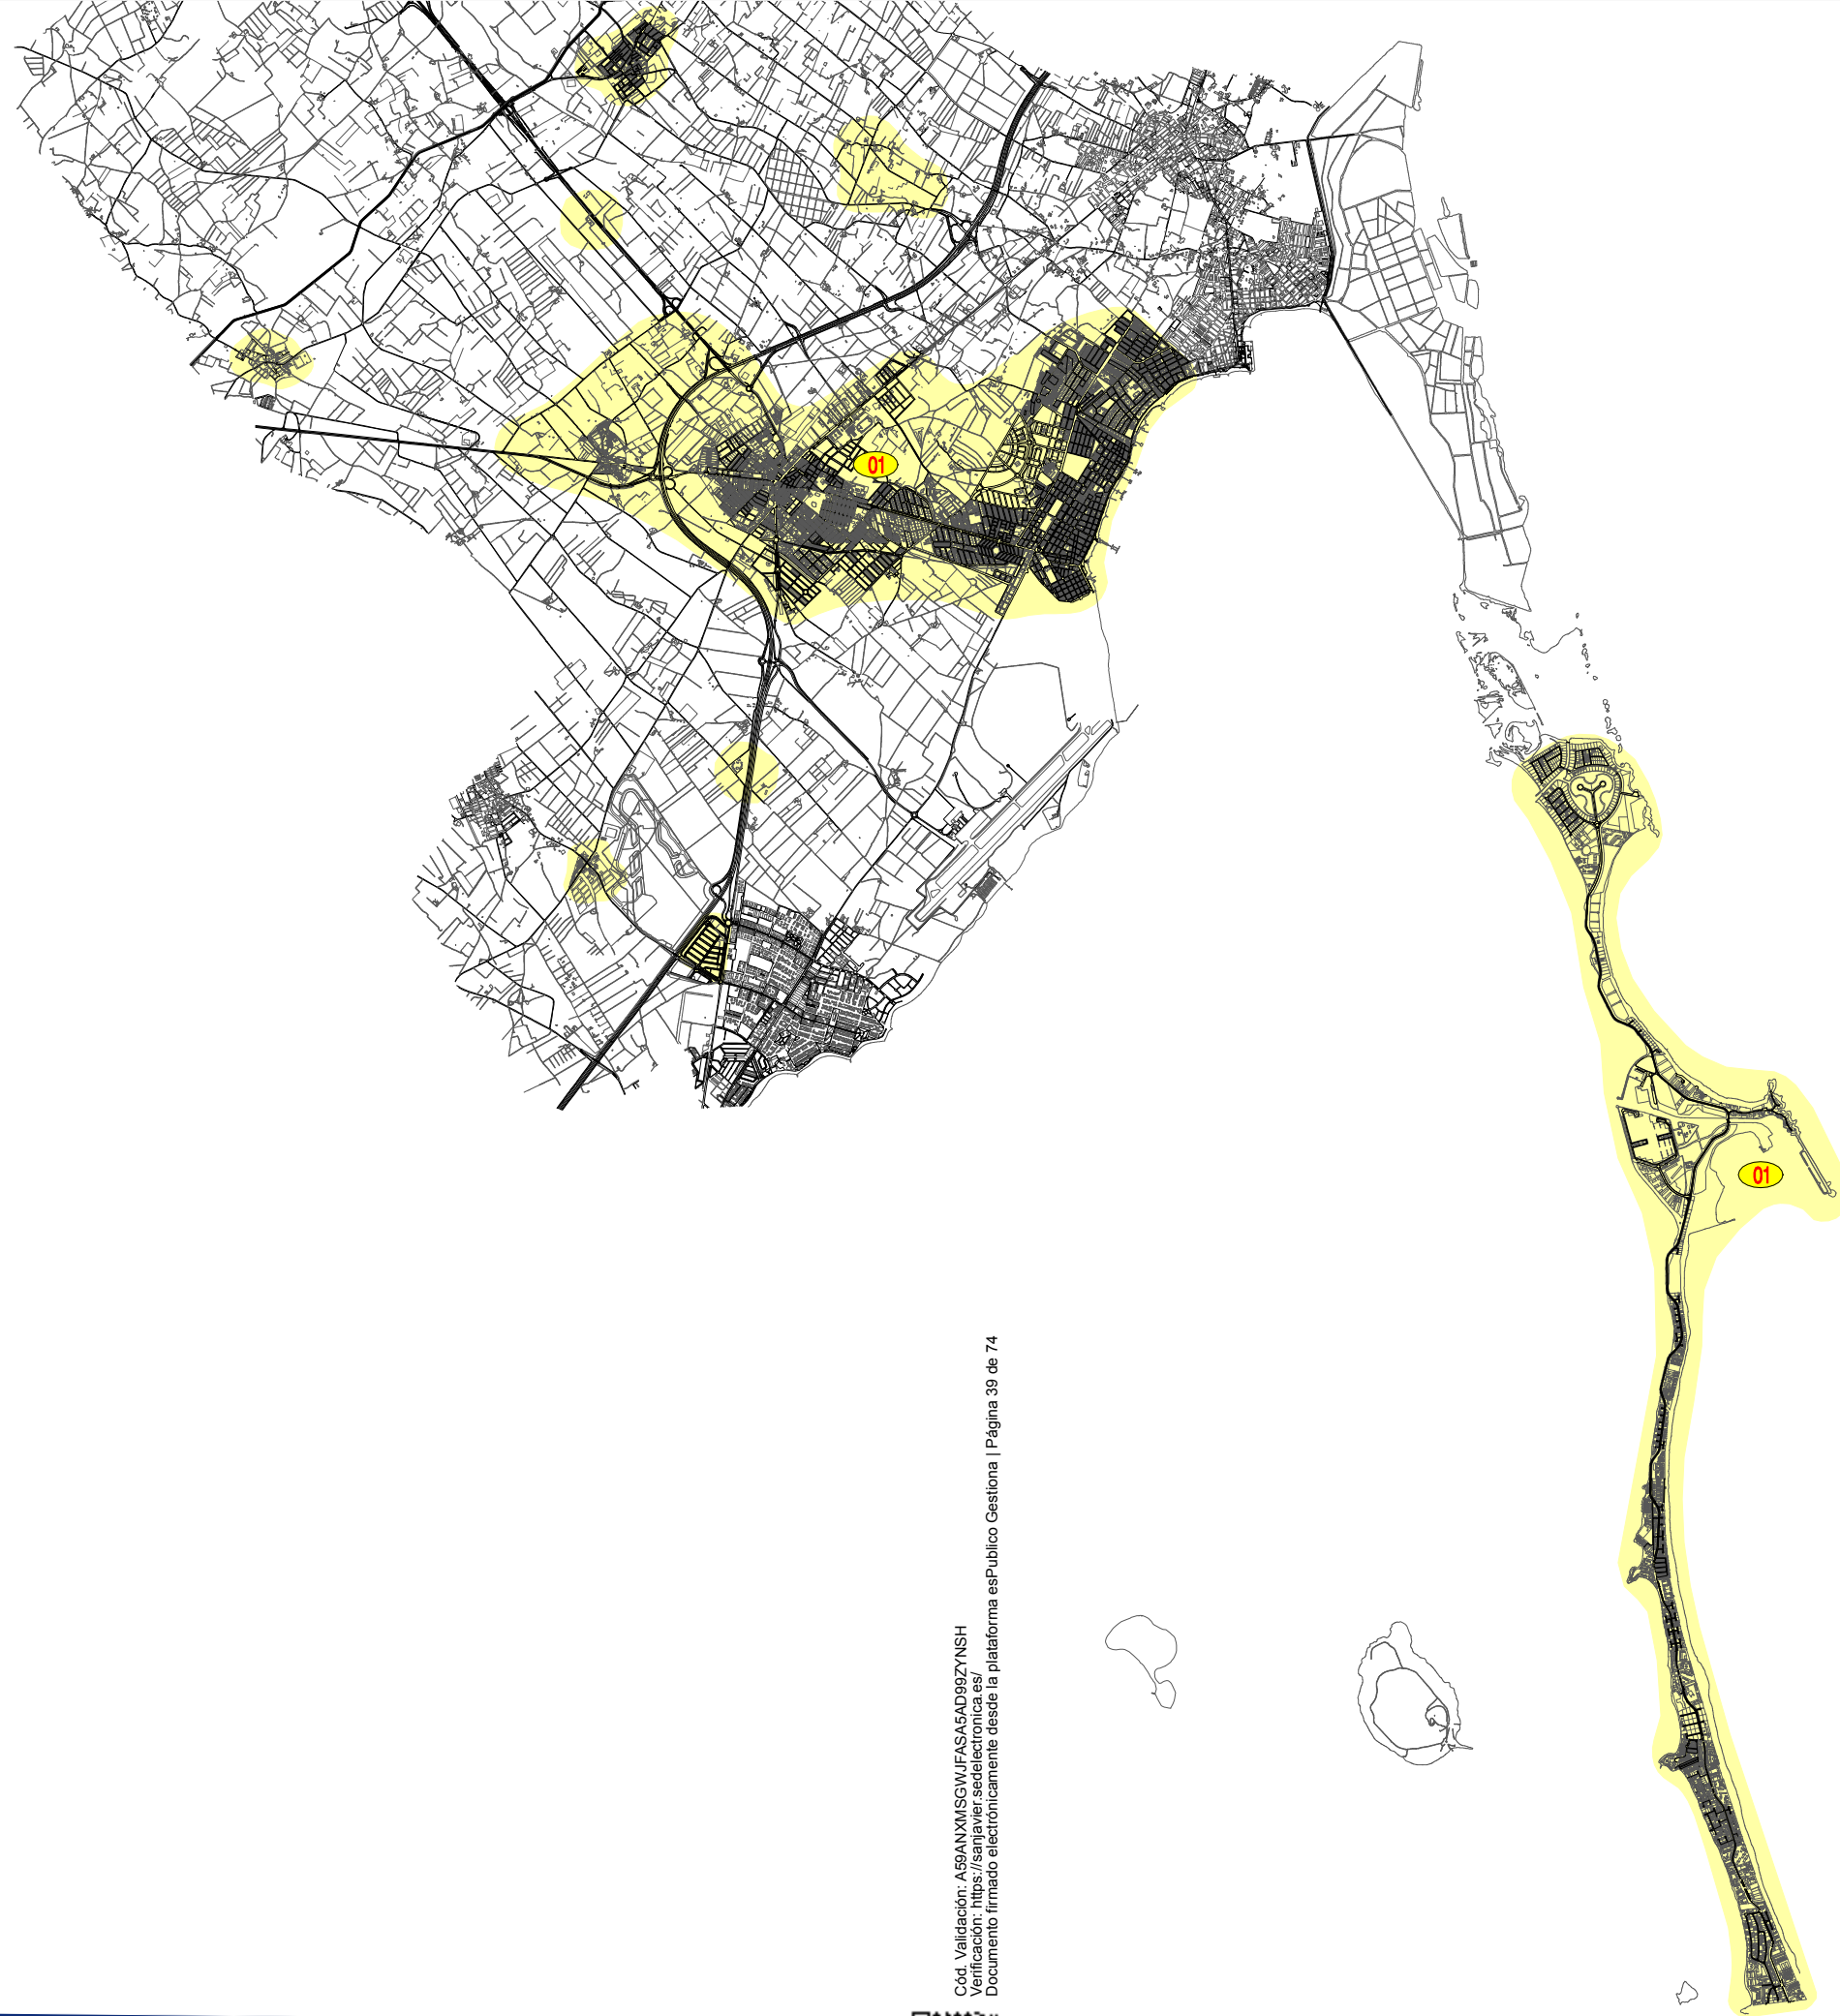 01
01
Cód. Validación: A59ANXMSGWJFASA5AD99ZYNSH
Verificación: https://sanjavier.sedelectronica.es/
Documento firmado electrónicamente desde la plataforma esPublico Gestiona | Página 39 de 74